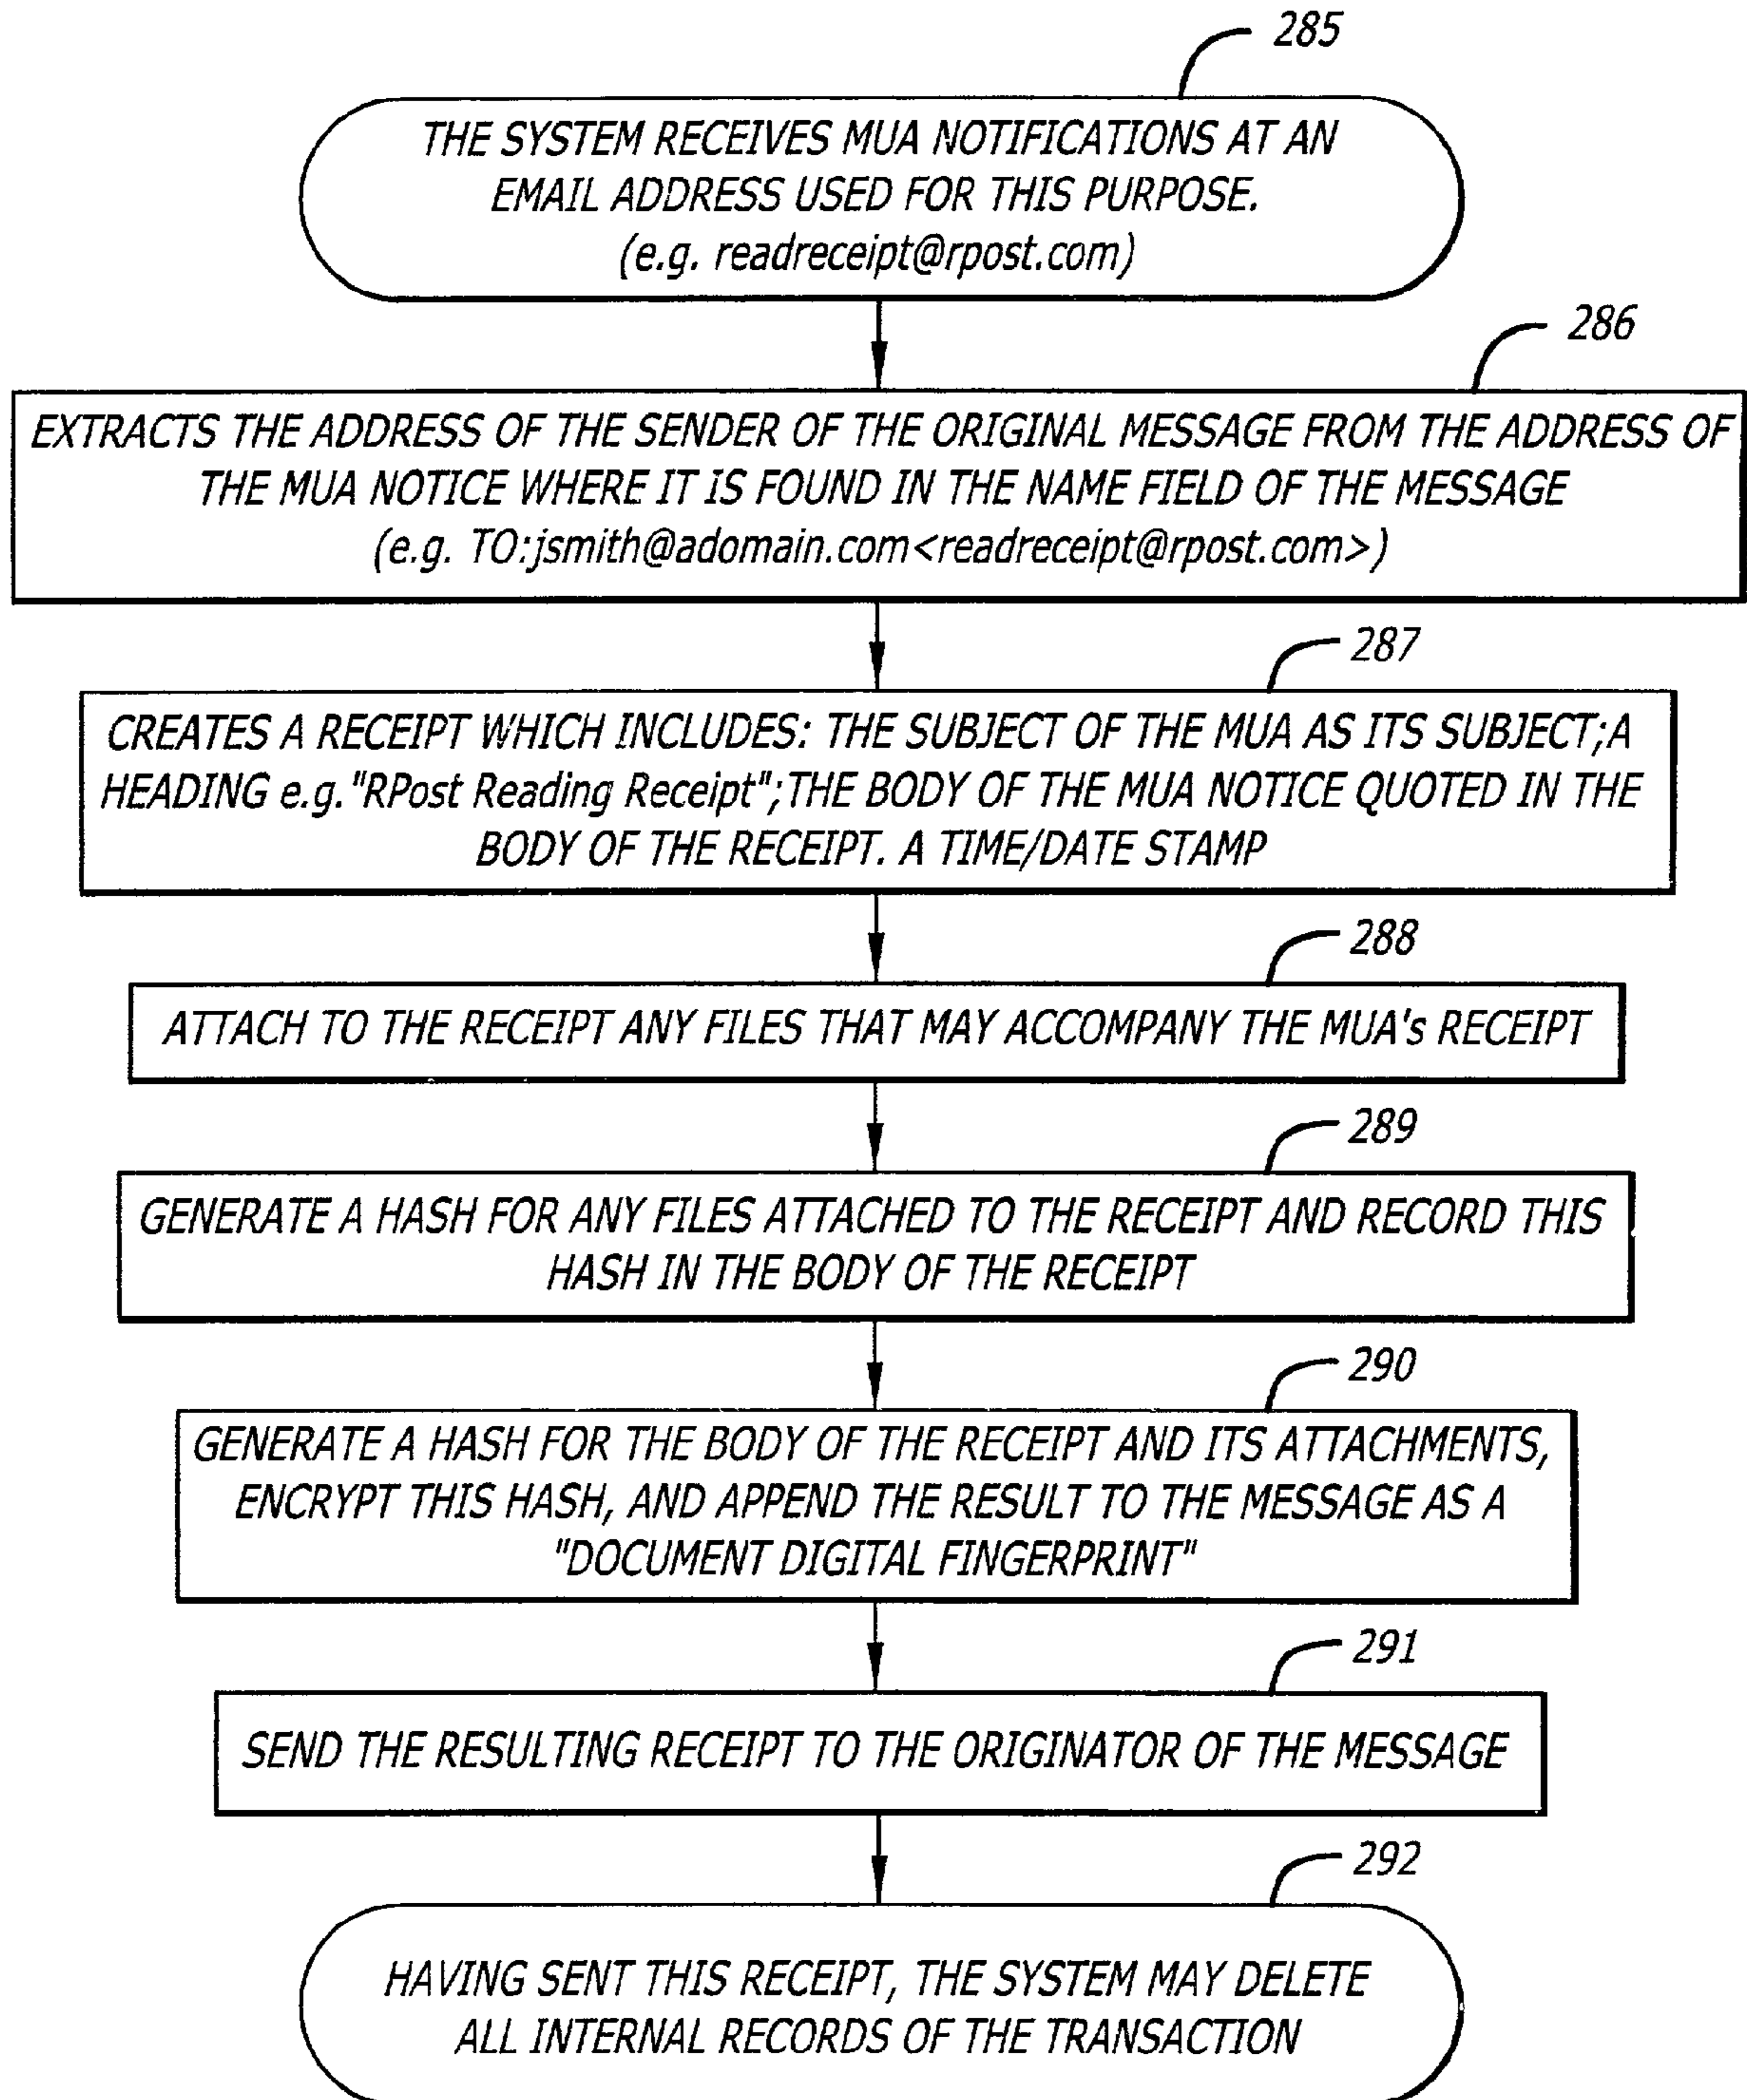 285
THE SYSTEM RECEIVES MUA NOTIFICATIONS AT AN
EMAIL ADDRESS USED FOR THIS PURPOSE.
(e.g. readreceipt@rpost.com)
286
EXTRACTS THE ADDRESS OF THE SENDER OF THE ORIGINAL MESSAGE FROM THE ADDRESS OF
THE MUA NOTICE WHERE IT IS FOUND IN THE NAME FIELD OF THE MESSAGE
(e.g. TO:jsmith@adomain.com<readreceipt@rpost.com>)
287
CREATES A RECEIPT WHICH INCLUDES: THE SUBJECT OF THE MUA AS ITS SUBJECT;A
HEADING e.g."RPost Reading Receipt";THE BODY OF THE MUA NOTICE QUOTED IN THE
BODY OF THE RECEIPT. A TIME/DATE STAMP
288
ATTACH TO THE RECEIPT ANY FILES THAT MAY ACCOMPANY THE MUA's RECEIPT
289
GENERATE A HASH FOR ANY FILES ATTACHED TO THE RECEIPT AND RECORD THIS
HASH IN THE BODY OF THE RECEIPT
290
GENERATE A HASH FOR THE BODY OF THE RECEIPT AND ITS ATTACHMENTS,
ENCRYPT THIS HASH, AND APPEND THE RESULT TO THE MESSAGE AS A
"DOCUMENT DIGITAL FINGERPRINT"
291
SEND THE RESULTING RECEIPT TO THE ORIGINATOR OF THE MESSAGE
292
HAVING SENT THIS RECEIPT, THE SYSTEM MAY DELETE
ALL INTERNAL RECORDS OF THE TRANSACTION